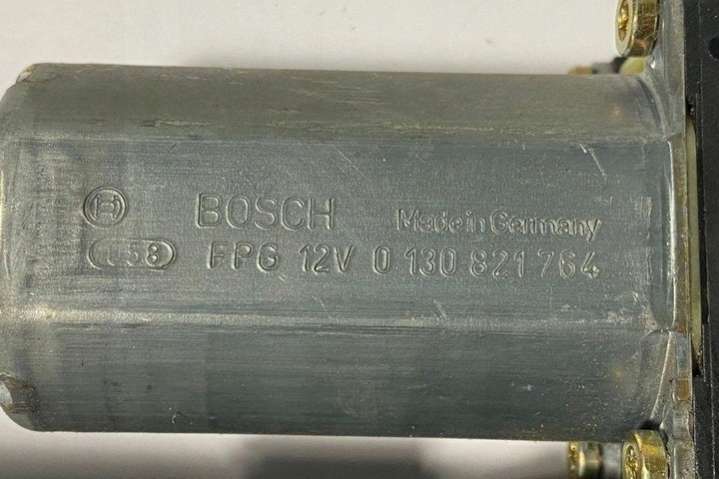 BOSCH Made in Germany
FPG 12V 0 130 821 764